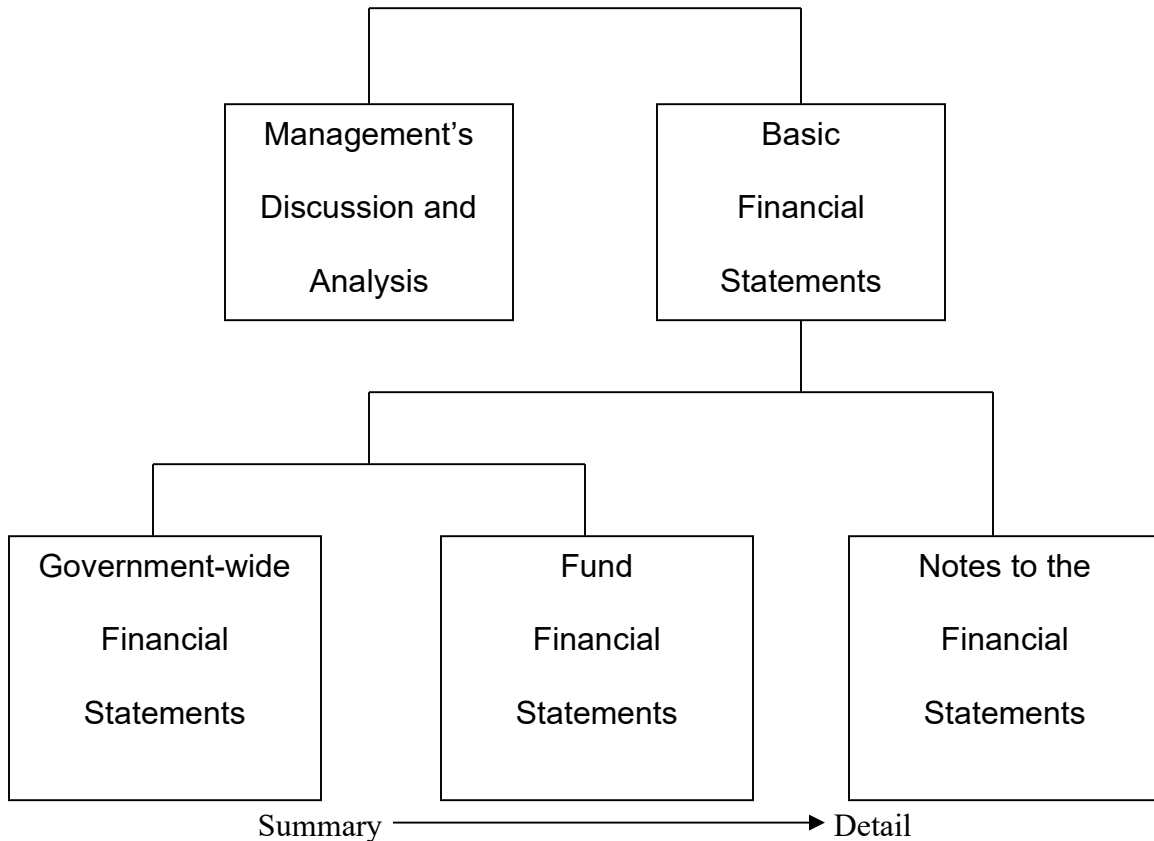 Management’s
Discussion and
Analysis
Basic
Financial
Statements
Government-wide
Financial
Statements
Fund
Financial
Statements
Notes to the
Financial
Statements
Summary
Detail